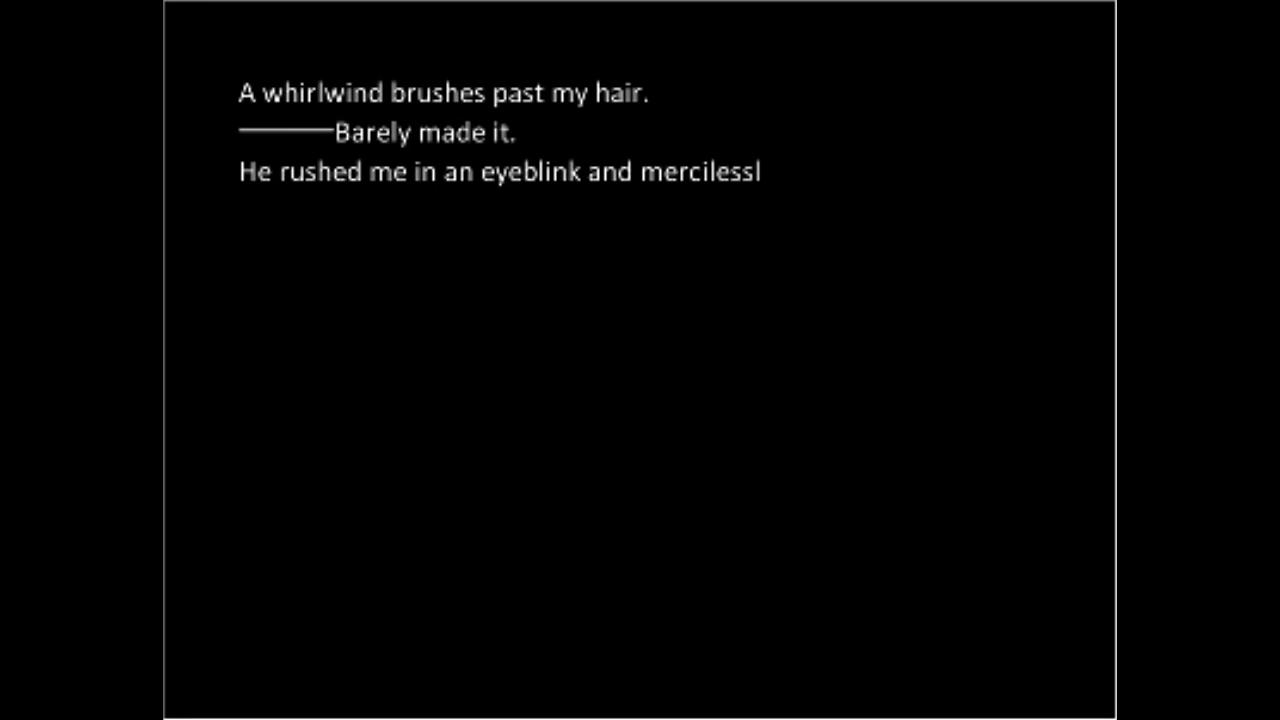 A whirlwind brushes past my hair.
————Barely made it.
He rushed me in an eyeblink and mercilessl